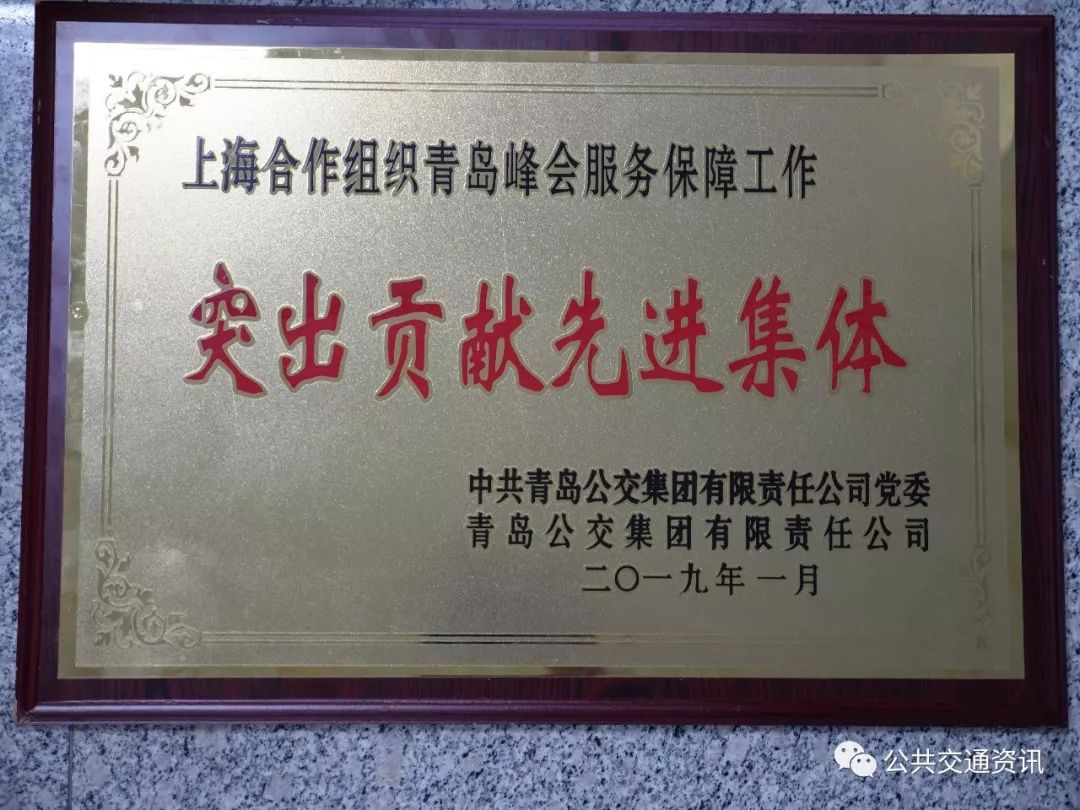 上海合作组织青岛峰会服务保障工作
突出贡献先进集体
中共青岛公交集团有限责任公司党委
青岛公交集团有限责任公司
二〇一九年一月
公共交通资讯